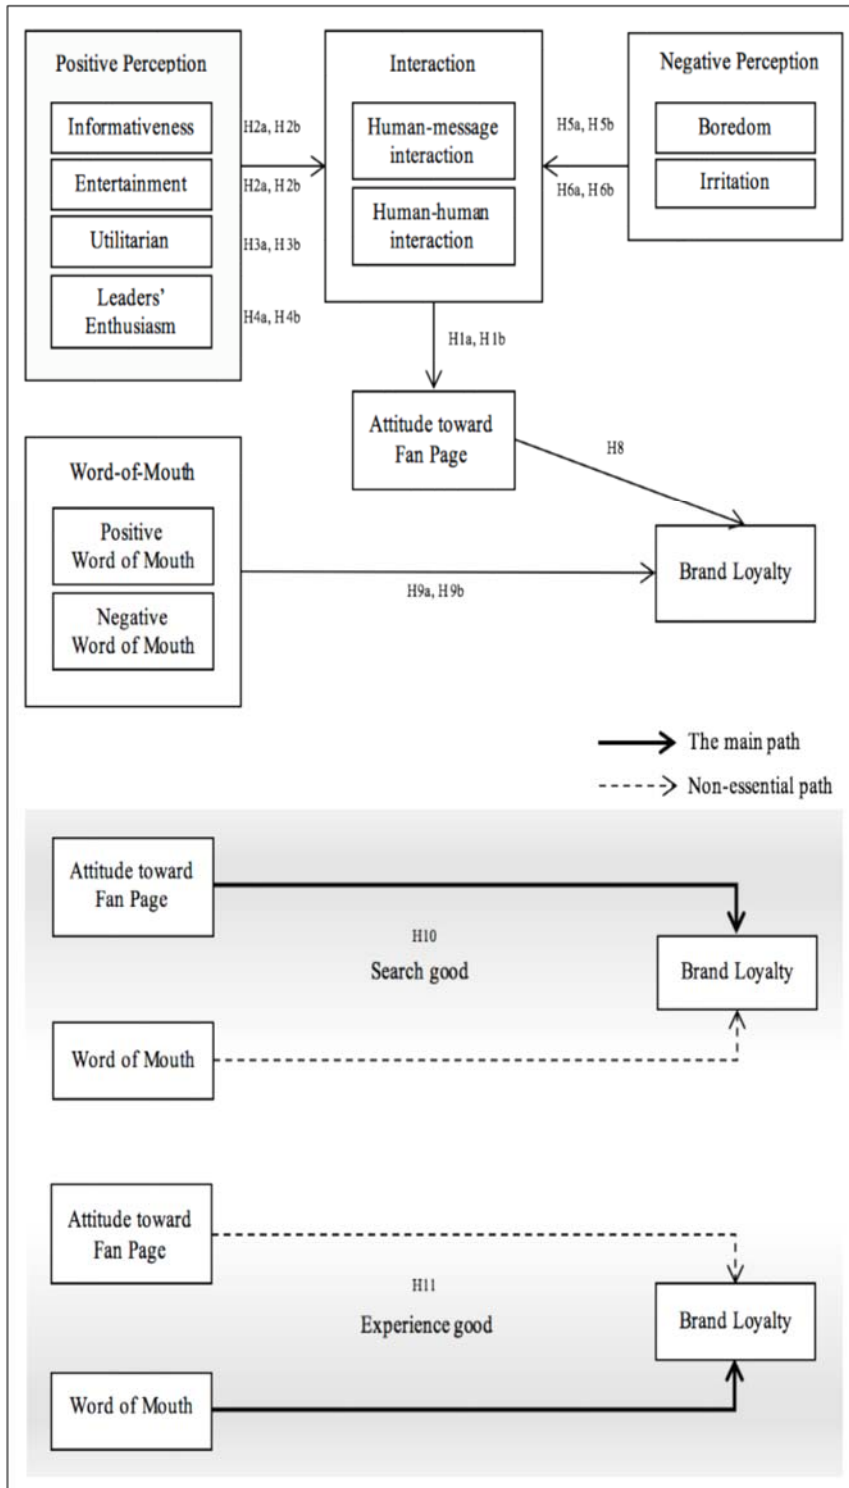 Positive Perception
Informativeness
Entertainment
Utilitarian
Leaders'
Enthusiasm
H2a, H2b
H2a, H2b
H3a, H3b
H4a, H4b
Interaction
Human-message
interaction
Human-human
interaction
H5a, H5b
H6a, H6b
Negative Perception
Boredom
Irritation
H1a, H1b
Attitude toward
Fan Page
H8
Word-of-Mouth
Positive
Word of Mouth
Negative
Word of Mouth
H9a, H9b
Brand Loyalty
The main path
Non-essential path
Attitude toward
Fan Page
H10
Search good
Brand Loyalty
Word of Mouth
Attitude toward
Fan Page
H11
Experience good
Brand Loyalty
Word of Mouth